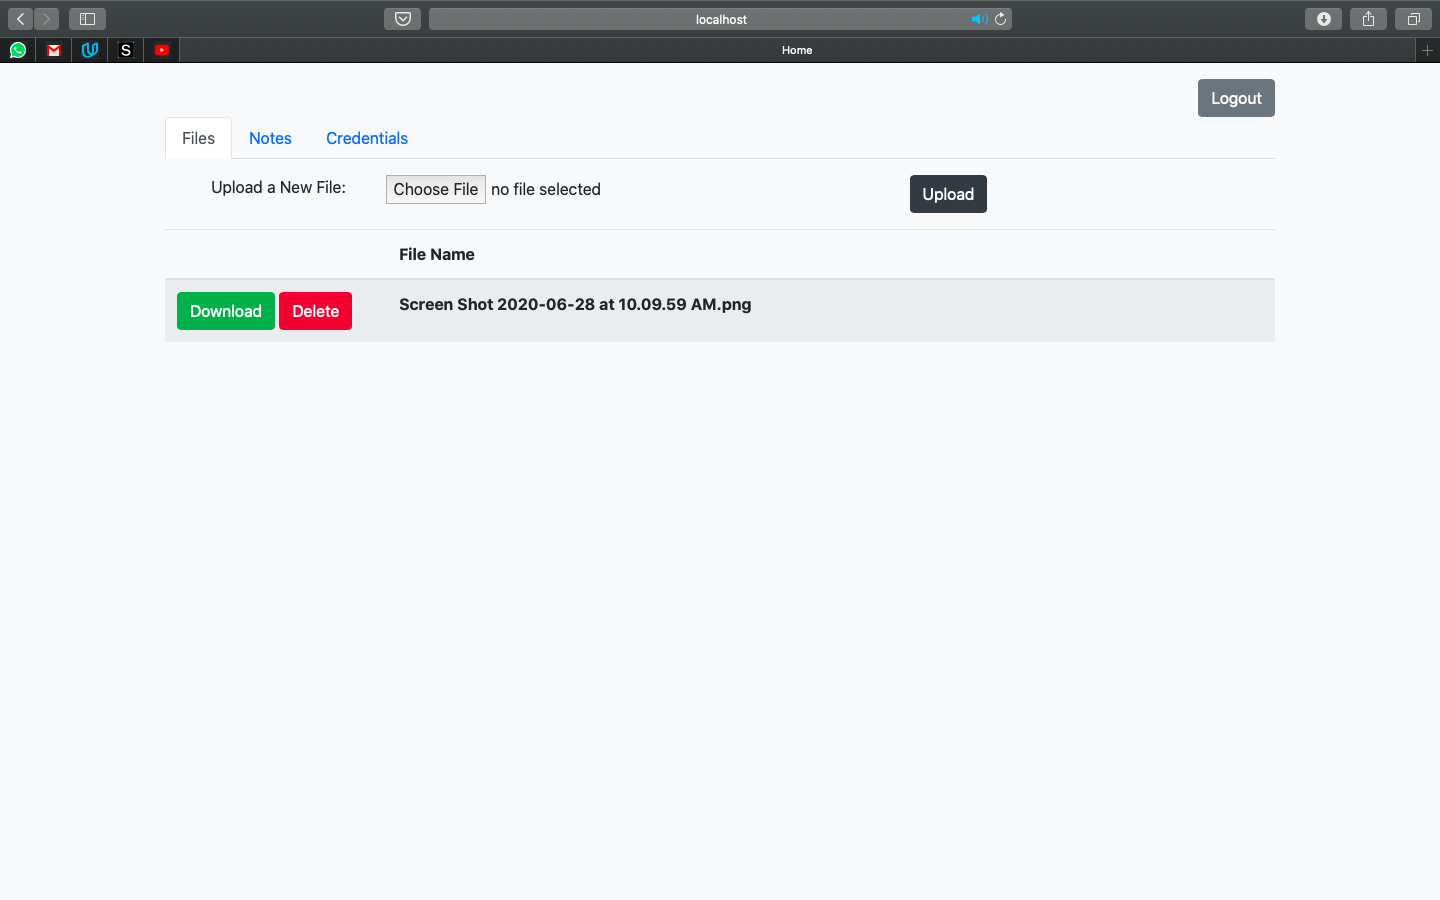 localhost
S
Home
Logout
Files Notes Credentials
Upload a New File: Choose File no file selected Upload
File Name
Download Delete Screen Shot 2020-06-28 at 10.09.59 AM.png